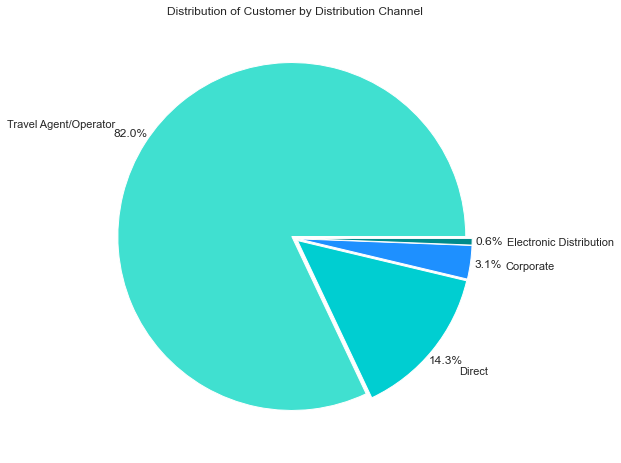 Distribution of Customer by Distribution Channel
Travel Agent/Operator
82.0%
0.6% Electronic Distribution
3.1% Corporate
14.3%
Direct